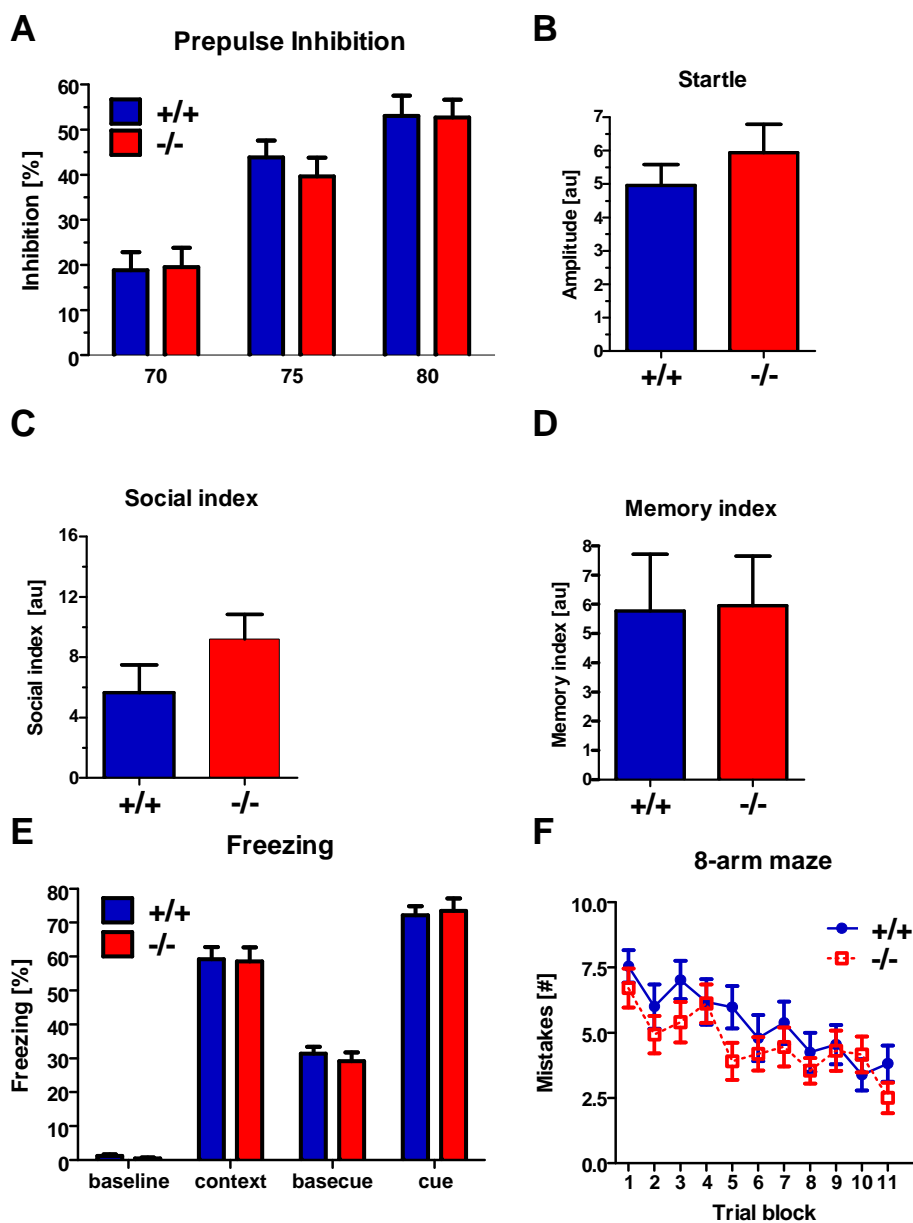 A
Prepulse Inhibition
60
50
40
30
20
10
0
Inhibition [%]
+/+
-/-
70 75 80
B
Startle
7
6
5
4
3
2
1
0
Amplitude [au]
+/+ -/-
C
Social index
16
12
8
4
0
Social index [au]
+/+ -/-
D
Memory index
8
7
6
5
4
3
2
1
0
Memory index [au]
+/+ -/-
E
Freezing
80
70
60
50
40
30
20
10
0
Freezing [%]
+/+
-/-
baseline context basecue cue
F
8-arm maze
10.0
7.5
5.0
2.5
0.0
Mistakes [#]
+/+
-/-
1 2 3 4 5 6 7 8 9 10 11
Trial block